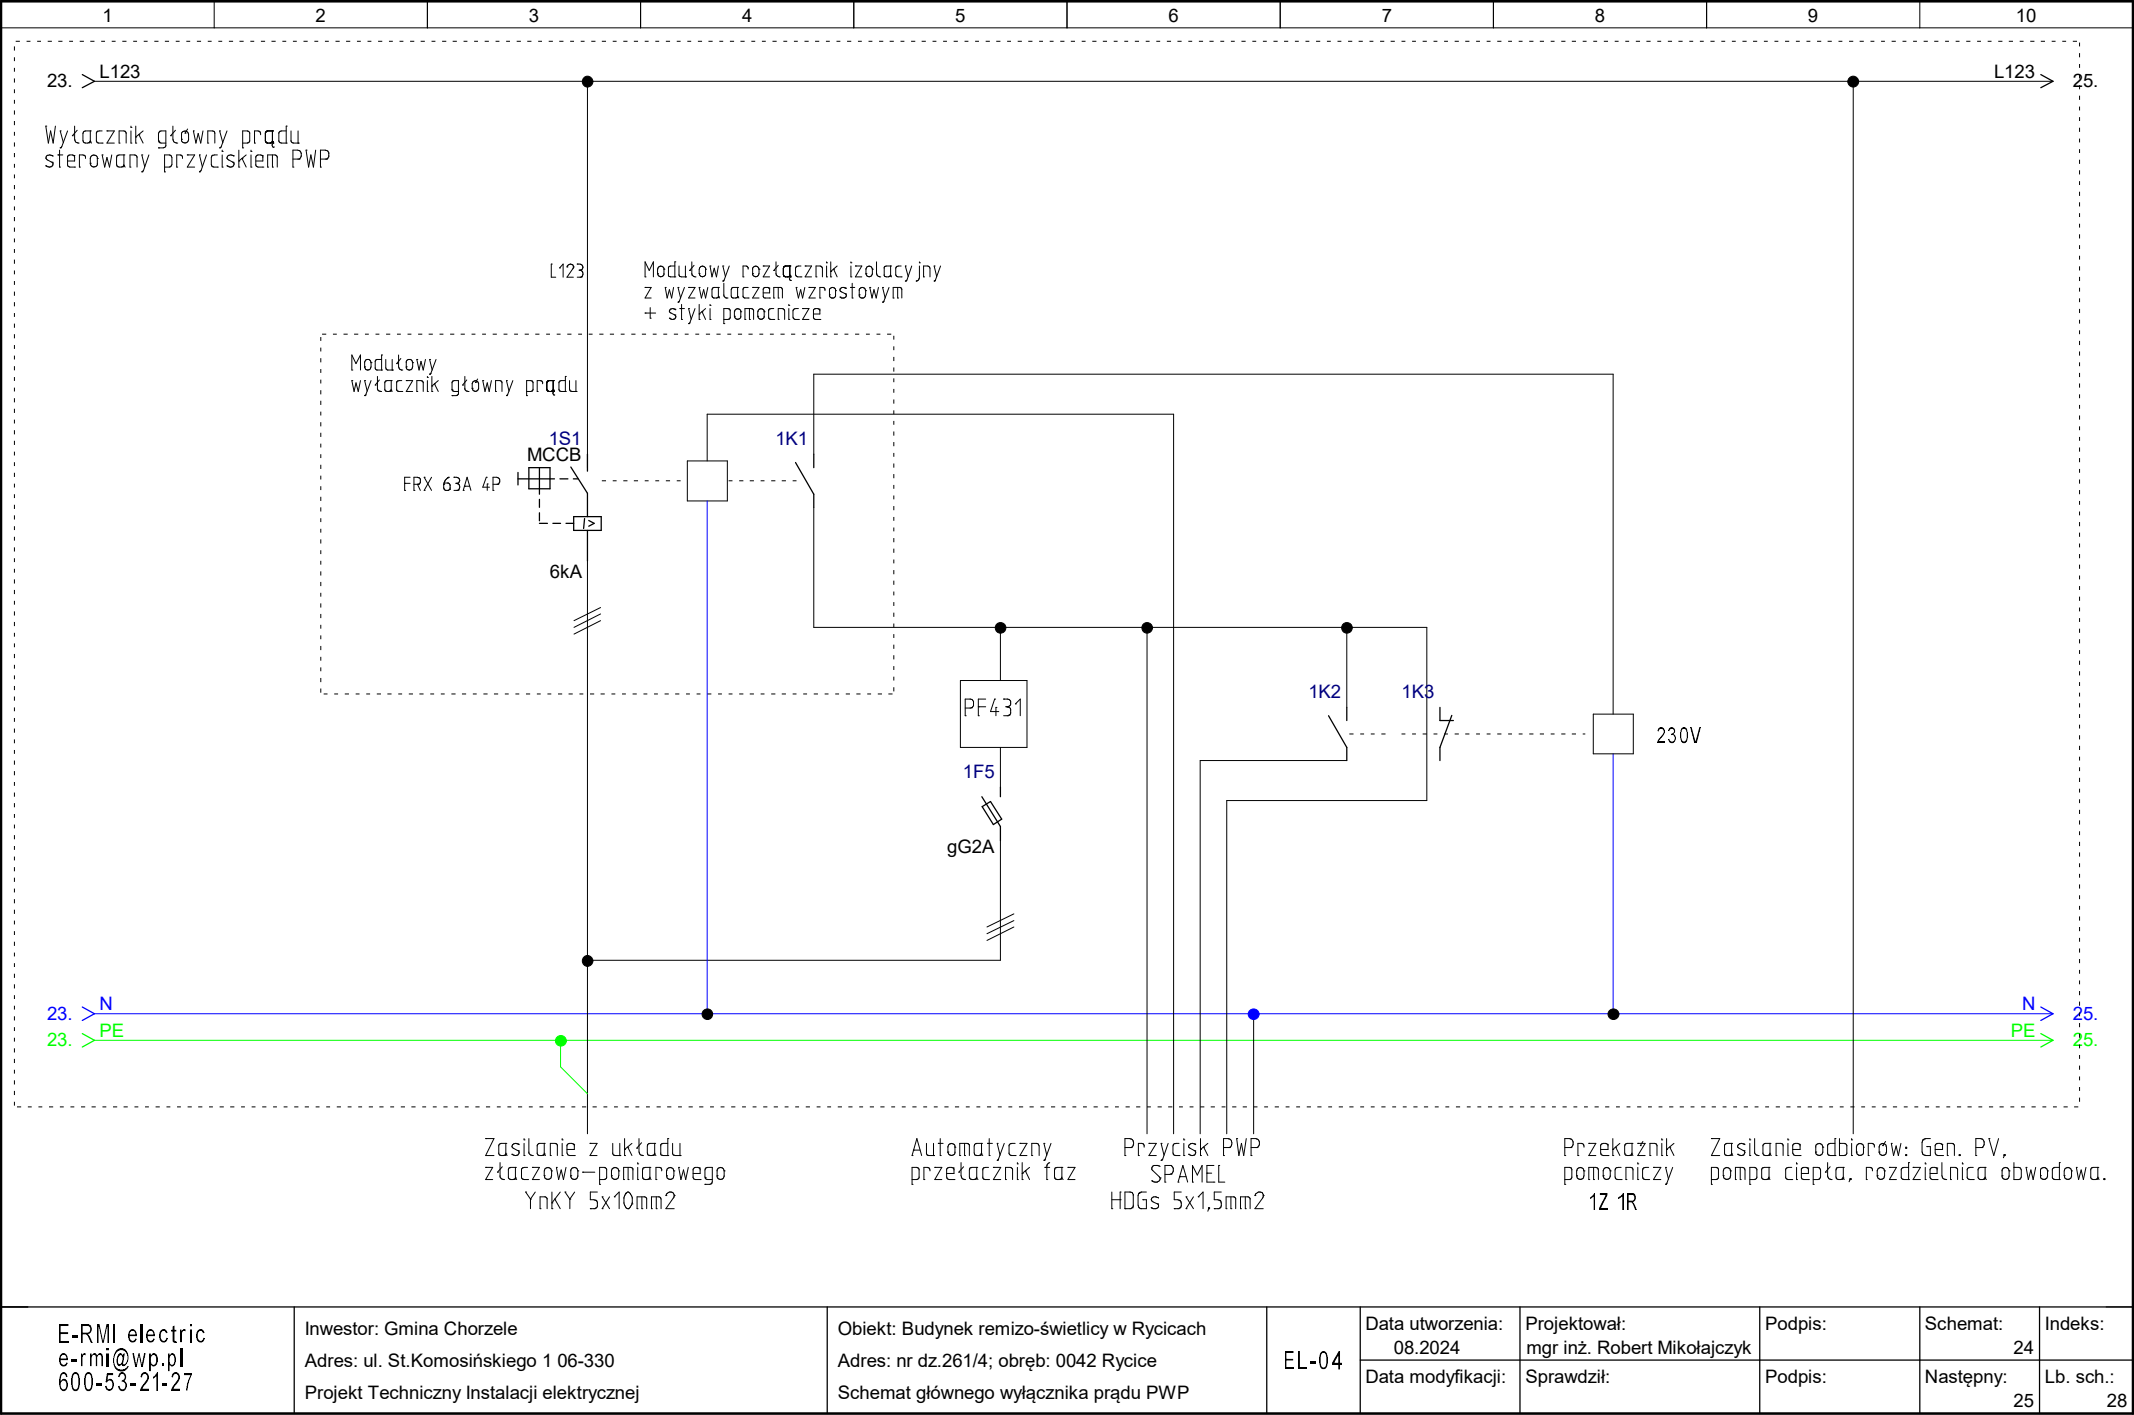 1 2 3 4 5 6 7 8 9 10
23. L123
L123 25.
Wyłacznik główny prądu
sterowany przyciskiem PWP
L123
Modułowy rozłącznik izolacyjny
z wyzwalaczem wzrostowym
+ styki pomocnicze
Modułowy
wyłacznik główny prądu
1S1
MCCB
FRX 63A 4P
I>
6kA
1K1
PF431
1F5
gG2A
1K2
1K3
230V
23. N
N 25.
23. PE
PE 25.
Zasilanie z układu
złaczowo-pomiarowego
YnKY 5x10mm2
Automatyczny
przełacznik faz
Przycisk PWP
SPAMEL
HDGs 5x1,5mm2
Przekaźnik
pomocniczy
1Z 1R
Zasilanie odbiorów: Gen. PV,
pompa ciepła, rozdzielnica obwodowa.
E-RMI electric
e-rmi@wp.pl
600-53-21-27
Inwestor: Gmina Chorzele
Adres: ul. St.Komosińskiego 1 06-330
Projekt Techniczny Instalacji elektrycznej
Obiekt: Budynek remizo-świetlicy w Rycicach
Adres: nr dz.261/4; obręb: 0042 Rycice
Schemat głównego wyłącznika prądu PWP
EL-04
Data utworzenia:
08.2024
Data modyfikacji:
Projektował:
mgr inż. Robert Mikołajczyk
Sprawdził:
Podpis:
Podpis:
Schemat:
24
Następny:
25
Indeks:
Lb. sch.:
28